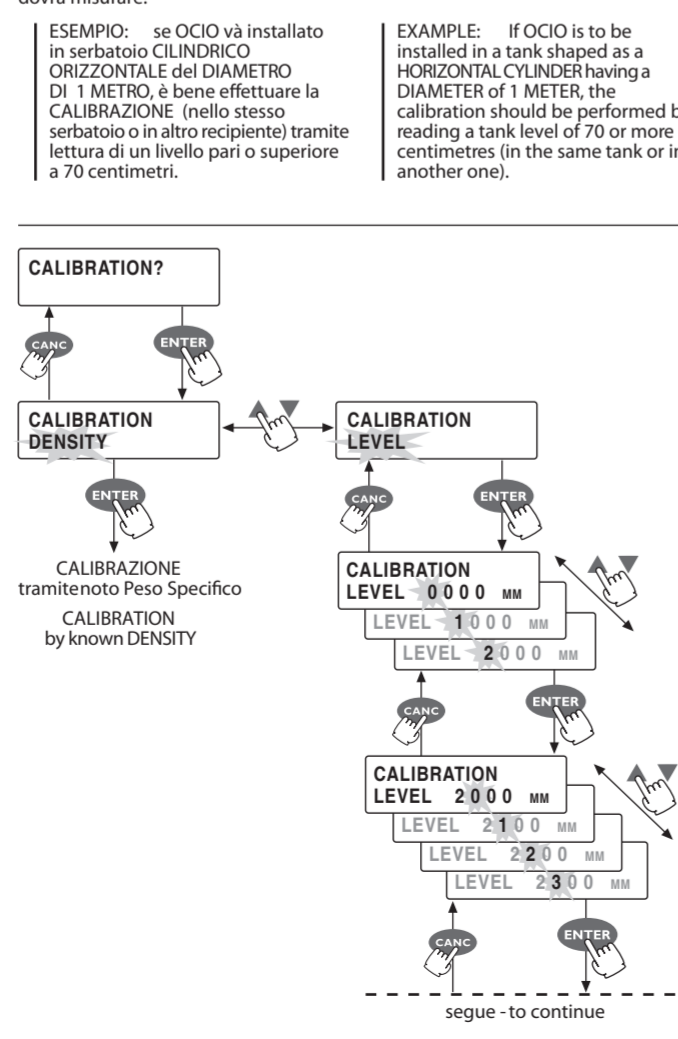 dovrà misurare.
ESEMPIO: se OCIO và installato
in serbatoio CILINDRICO
ORIZZONTALE del DIAMETRO
DI 1 METRO, è bene effettuare la
CALIBRAZIONE (nello stesso
serbatoio o in altro recipiente) tramite
lettura di un livello pari o superiore
a 70 centimetri.
EXAMPLE: If OCIO is to be
installed in a tank shaped as a
HORIZONTAL CYLINDER having a
DIAMETER of 1 METER, the
calibration should be performed
reading a tank level of 70 or more
centimetres (in the same tank or
another one).
CALIBRATION?
CANC
ENTER
CALIBRATION
DENSITY
CALIBRATION
LEVEL
ENTER
CANC
ENTER
CALIBRAZIONE
tramitenoto Peso Specifico
CALIBRATION
by known DENSITY
CALIBRATION
LEVEL 0000 MM
LEVEL 1000 MM
LEVEL 2000 MM
CANC
ENTER
CALIBRATION
LEVEL 2000 MM
LEVEL 2100 MM
LEVEL 2200 MM
LEVEL 2300 MM
CANC
ENTER
segue - to continue